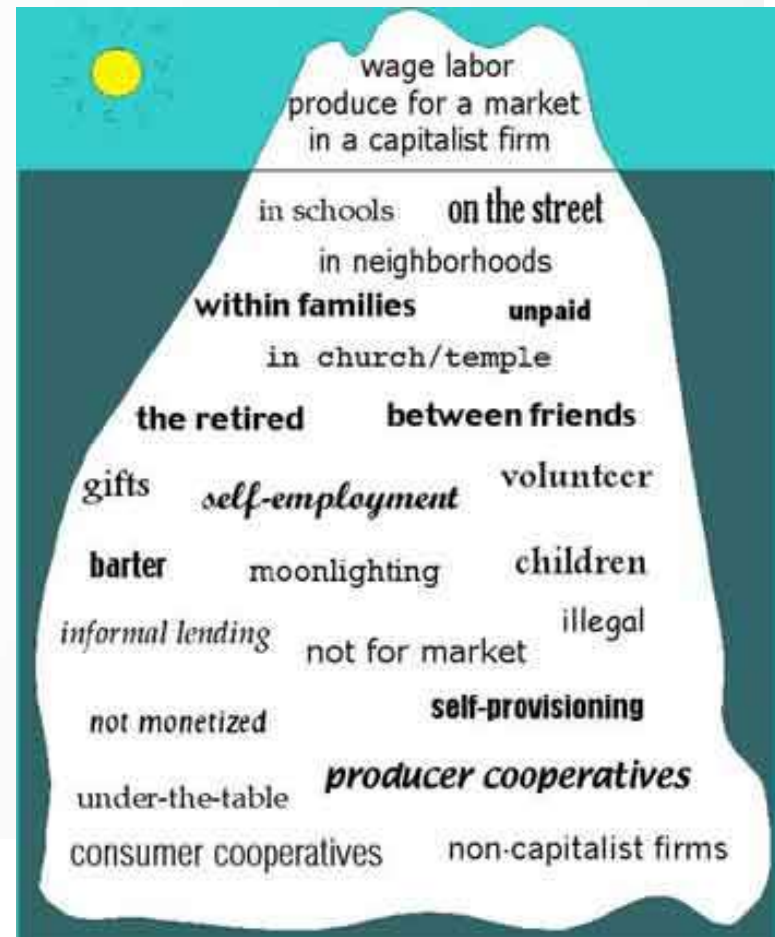 wage labor
produce for a market
in a capitalist firm
in schools on the street
in neighborhoods
within families unpaid
in church/temple
the retired between friends
gifts self-employment volunteer
barter moonlighting children
informal lending not for market illegal
not monetized self-provisioning
under-the-table producer cooperatives
consumer cooperatives non-capitalist firms